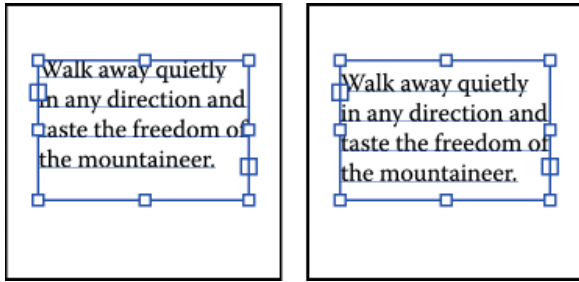 Walk away quietly
in any direction and
taste the freedom of
the mountaineer.
Walk away quietly
in any direction and
taste the freedom of
the mountaineer.